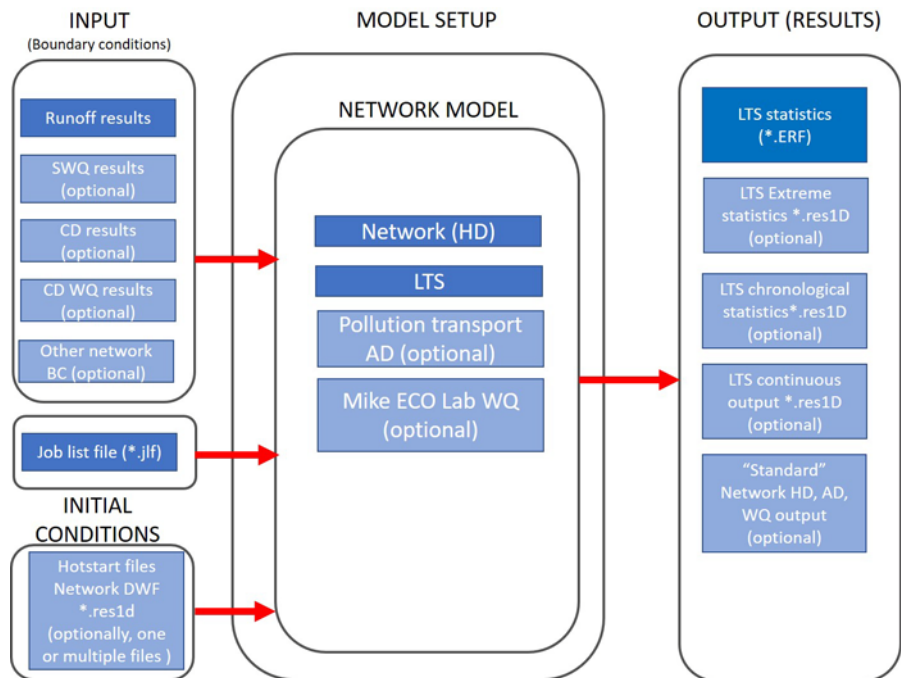 INPUT
(Boundary conditions)
Runoff results
SWQ results
(optional)
CD results
(optional)
CD WQ results
(optional)
Other network
BC (optional)
Job list file (*.jlf)
INITIAL
CONDITIONS
Hotstart files
Network DWF
*.res1d
(optionally, one
or multiple files )
MODEL SETUP
NETWORK MODEL
Network (HD)
LTS
Pollution transport
AD (optional)
Mike ECO Lab WQ
(optional)
OUTPUT (RESULTS)
LTS statistics
(*.ERF)
LTS Extreme
statistics *.res1D
(optional)
LTS chronological
statistics*.res1D
(optional)
LTS continuous
output *.res1D
(optional)
“Standard”
Network HD, AD,
WQ output
(optional)